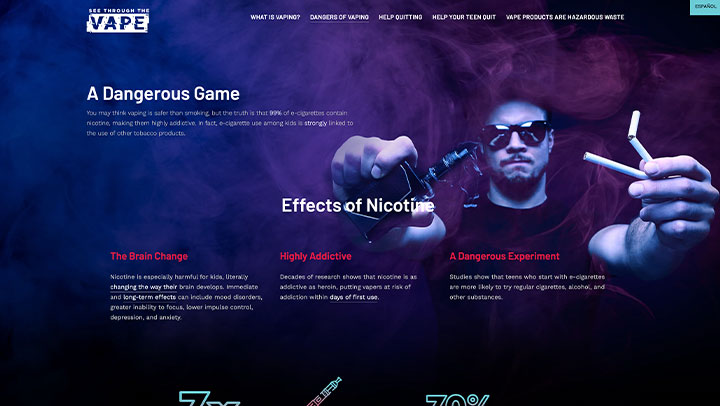 SEE THROUGH THE
VAPE
WHAT IS VAPING? DANGERS OF VAPING HELP QUITTING HELP YOUR TEEN QUIT VAPE PRODUCTS ARE HAZARDOUS WASTE
ESPAÑOL
A Dangerous Game
You may think vaping is safer than smoking, but the truth is that 99% of e-cigarettes contain
nicotine, making them highly addictive. In fact, e-cigarette use among kids is strongly linked to
the use of other tobacco products.
Effects of Nicotine
The Brain Change
Nicotine is especially harmful for kids, literally
changing the way their brain develops. Immediate
and long-term effects can include mood disorders,
greater inability to focus, lower impulse control,
depression, and anxiety.
Highly Addictive
Decades of research shows that nicotine is as
addictive as heroin, putting vapers at risk of
addiction within days of first use.
A Dangerous Experiment
Studies show that teens who start with e-cigarettes
are more likely to try regular cigarettes, alcohol, and
other substances.
7x
70%